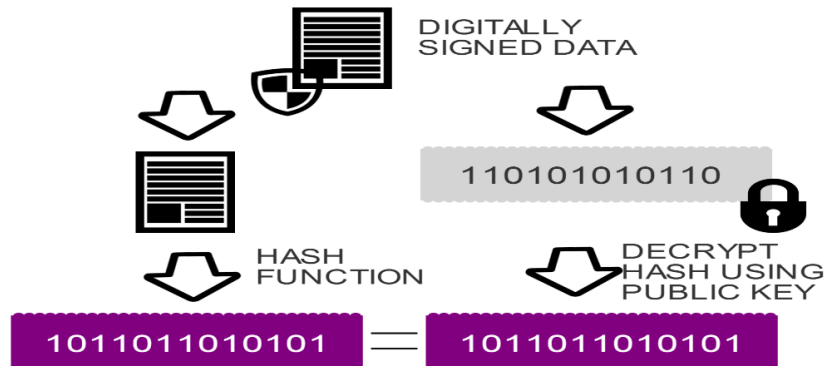 DIGITALLY
SIGNED DATA
110101010110
HASH
FUNCTION
DECRYPT
HASH USING
PUBLIC KEY
1011011010101
=
1011011010101